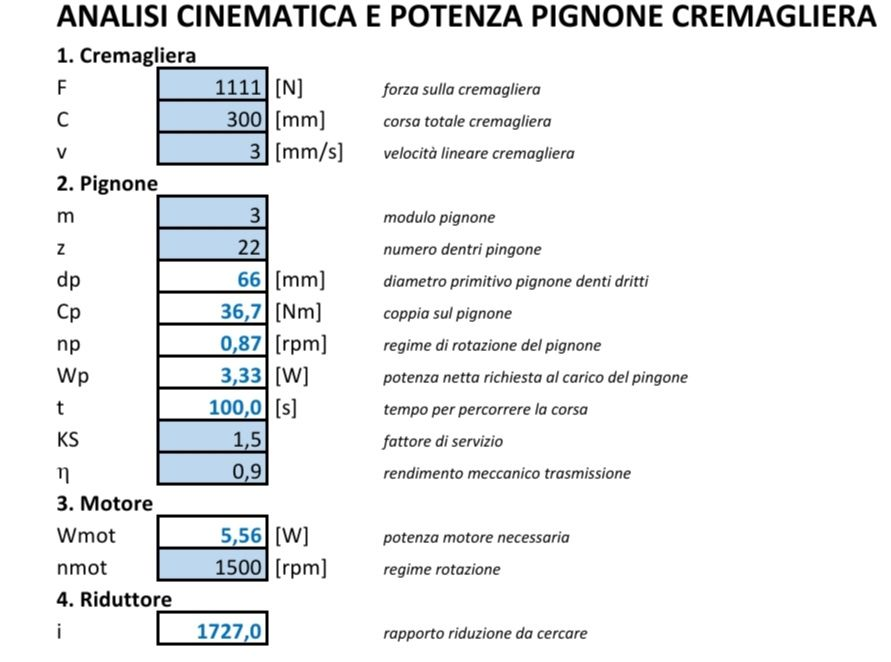 ANALISI CINEMATICA E POTENZA PIGNONE CREMAGLIERA
1. Cremagliera
F 1111 [N] forza sulla cremagliera
C 300 [mm] corsa totale cremagliera
v 3 [mm/s] velocità lineare cremagliera
2. Pignone
m 3 modulo pignone
z 22 numero dentri pingone
dp 66 [mm] diametro primitivo pignone denti dritti
Cp 36,7 [Nm] coppia sul pignone
np 0,87 [rpm] regime di rotazione del pignone
Wp 3,33 [W] potenza netta richiesta al carico del pingone
t 100,0 [s] tempo per percorrere la corsa
KS 1,5 fattore di servizio
η 0,9 rendimento meccanico trasmissione
3. Motore
Wmot 5,56 [W] potenza motore necessaria
nmot 1500 [rpm] regime rotazione
4. Riduttore
i 1727,0 rapporto riduzione da cercare